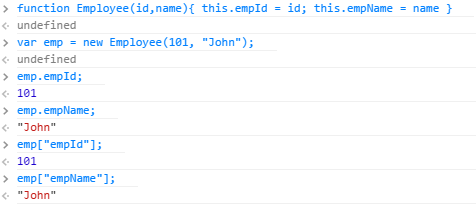 > function Employee(id,name){ this.empId = id; this.empName = name }
< undefined
> var emp = new Employee(101, "John");
< undefined
> emp.empId;
< 101
> emp.empName;
< "John"
> emp["empId"];
< 101
> emp["empName"];
< "John"